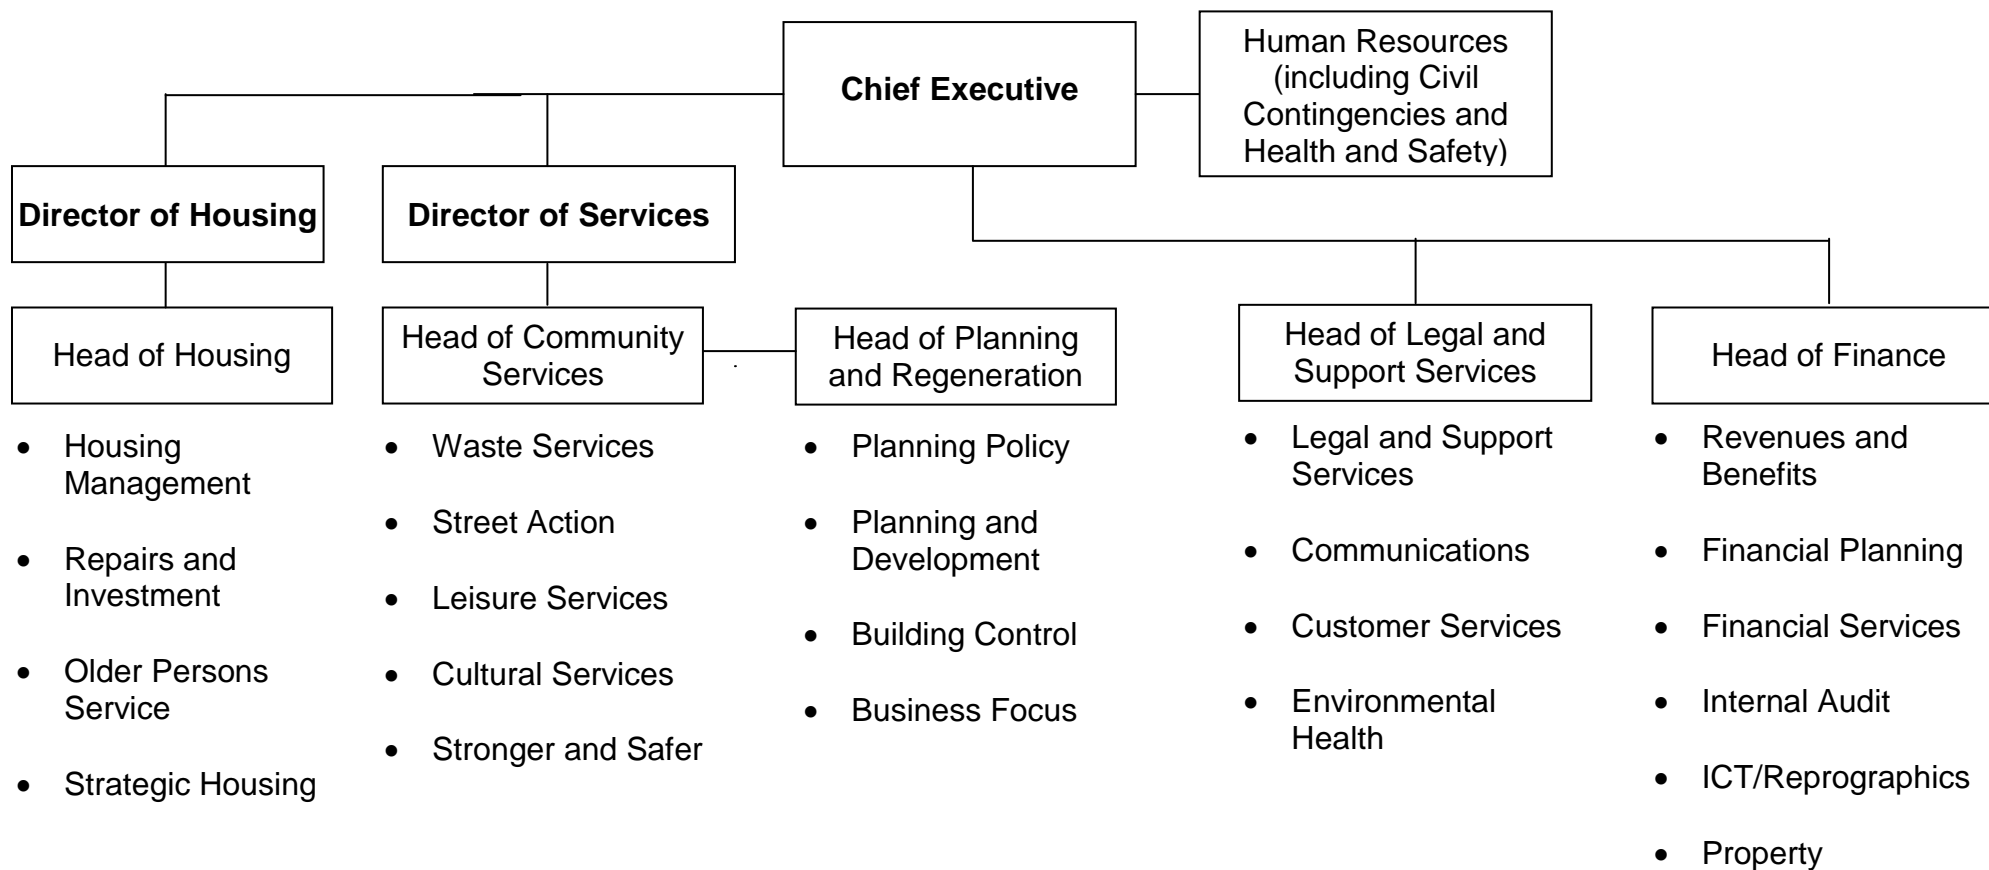 Chief Executive
Human Resources
(including Civil
Contingencies and
Health and Safety)
Director of Housing
Director of Services
Head of Housing
Head of Community
Services
Head of Planning
and Regeneration
Head of Legal and
Support Services
Head of Finance
• Housing
Management
• Repairs and
Investment
• Older Persons
Service
• Strategic Housing
• Waste Services
• Street Action
• Leisure Services
• Cultural Services
• Stronger and Safer
• Planning Policy
• Planning and
Development
• Building Control
• Business Focus
• Legal and Support
Services
• Communications
• Customer Services
• Environmental
Health
• Revenues and
Benefits
• Financial Planning
• Financial Services
• Internal Audit
• ICT/Reprographics
• Property